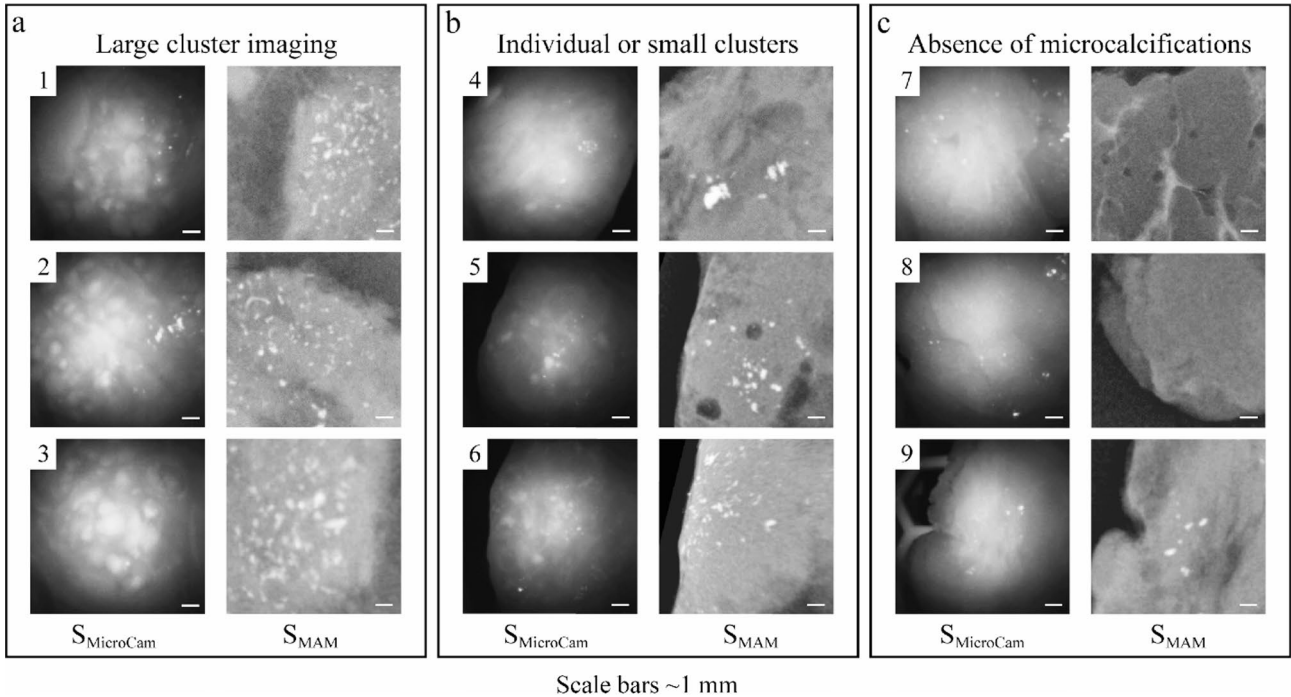 a
Large cluster imaging
1
2
3
S_MicroCam S_MAM
b
Individual or small clusters
4
5
6
S_MicroCam S_MAM
c
Absence of microcalcifications
7
8
9
S_MicroCam S_MAM
Scale bars ~1 mm